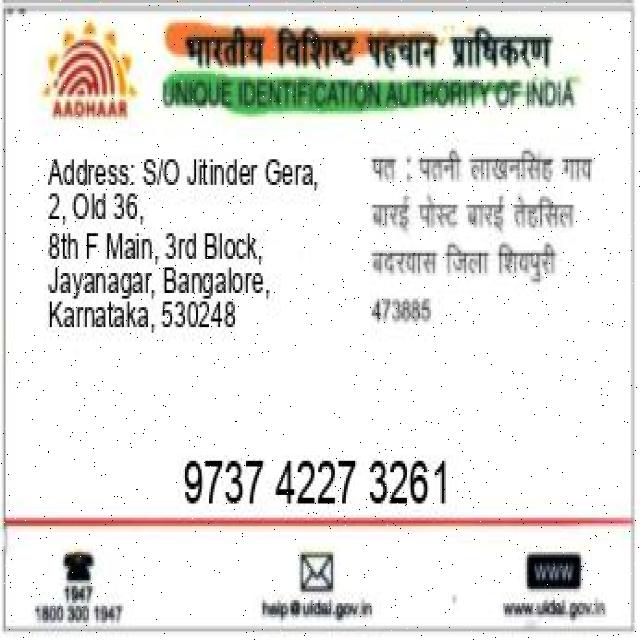 भारतीय विशिष्ट पहचान प्राधिकरण
AADHAAR
UNIQUE IDENTIFICATION AUTHORITY OF INDIA
Address: S/O Jitinder Gera,
2, Old 36,
8th F Main, 3rd Block,
Jayanagar, Bangalore,
Karnataka, 530248
पत : पतनी लाखनसिंह गाव
बारई पोस्ट बारई तेहसिल
बदरवास जिला शिवपुरी
473885
9737 4227 3261
1947
1800 300 1947
help@uidai.gov.in
WWW
www.uidai.gov.in